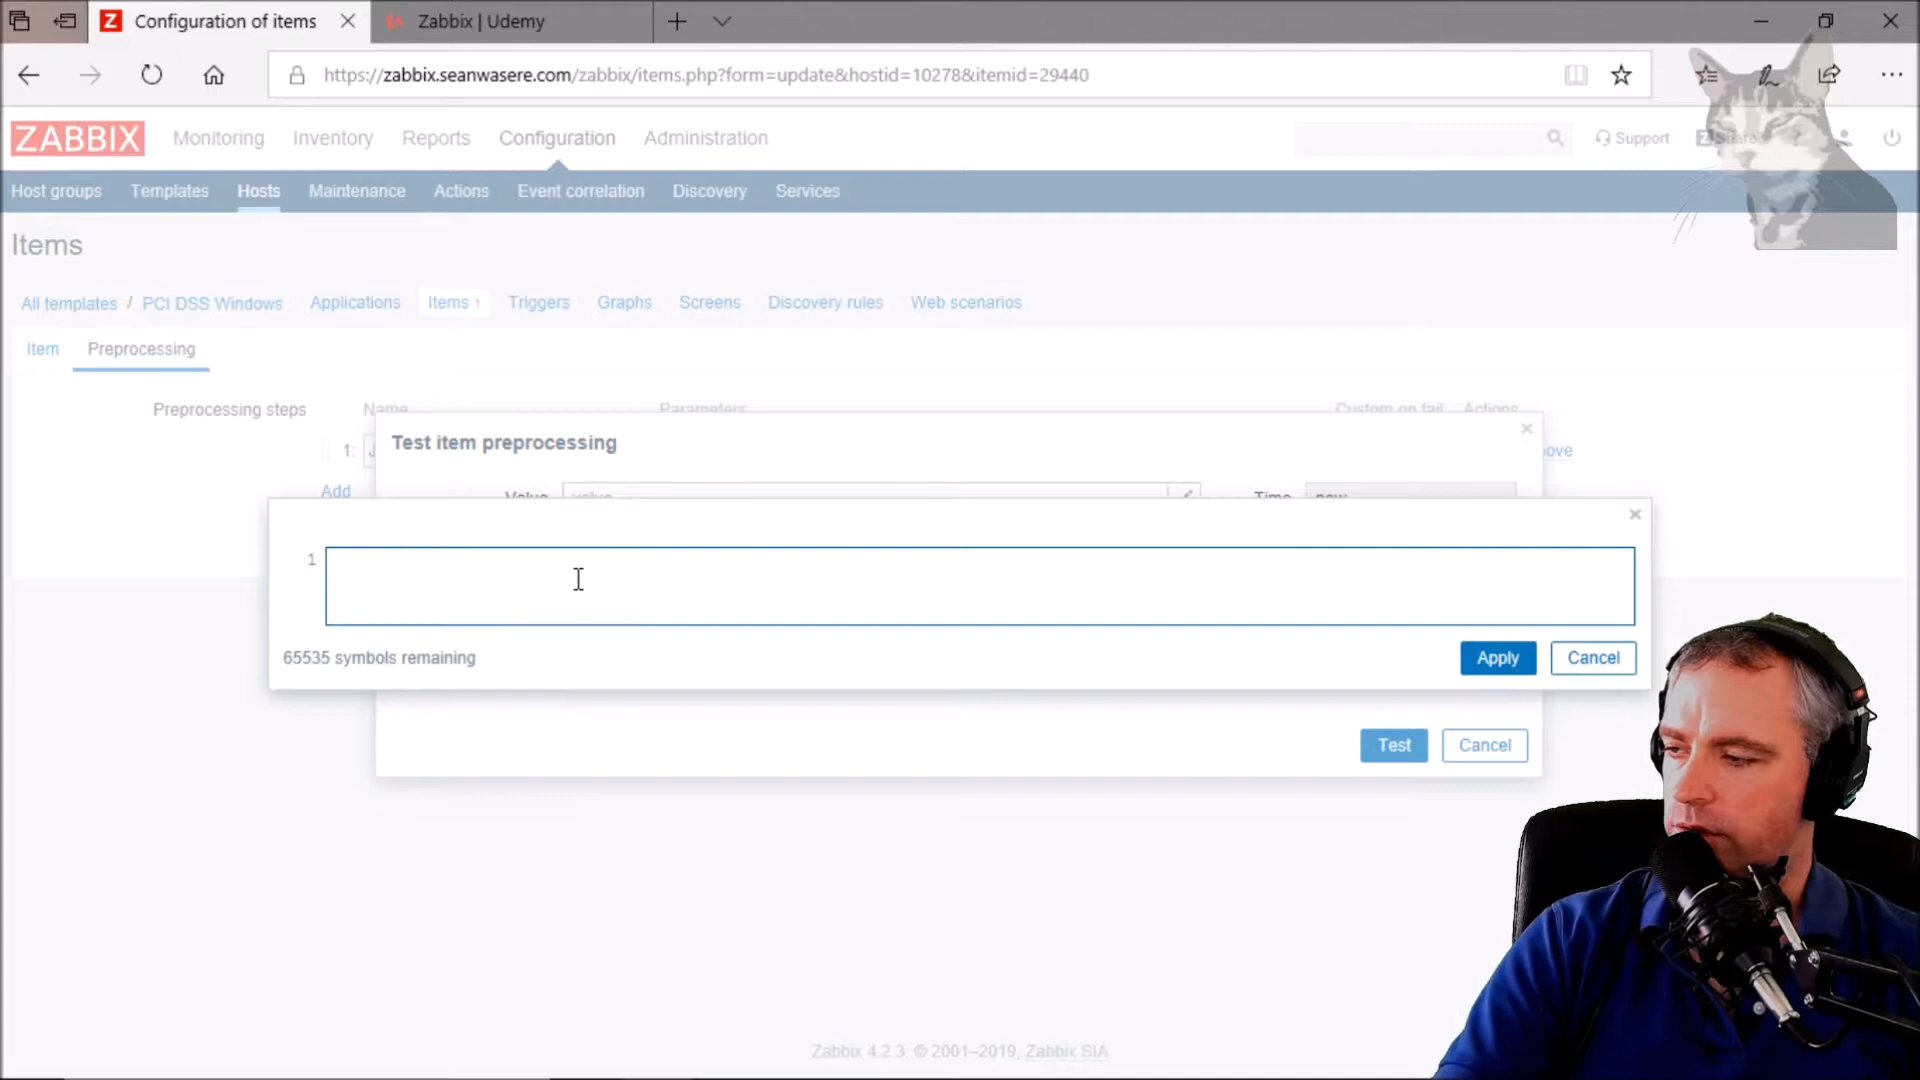 Configuration of items
Zabbix | Udemy
https://zabbix.seanwasere.com/zabbix/items.php?form=update&hostid=10278&itemid=29440
ZABBIX Monitoring Inventory Reports Configuration Administration Support Share ?
Host groups Templates Hosts Maintenance Actions Event correlation Discovery Services
Items
All templates / PCI DSS Windows Applications Items 1 Triggers Graphs Screens Discovery rules Web scenarios
Item Preprocessing
Preprocessing steps Name Parameters Custom on fail Actions
Test item preprocessing
1: ove
Add Value value Time now
1
65535 symbols remaining Apply Cancel
Test Cancel
Zabbix 4.2.3. © 2001–2019, Zabbix SIA